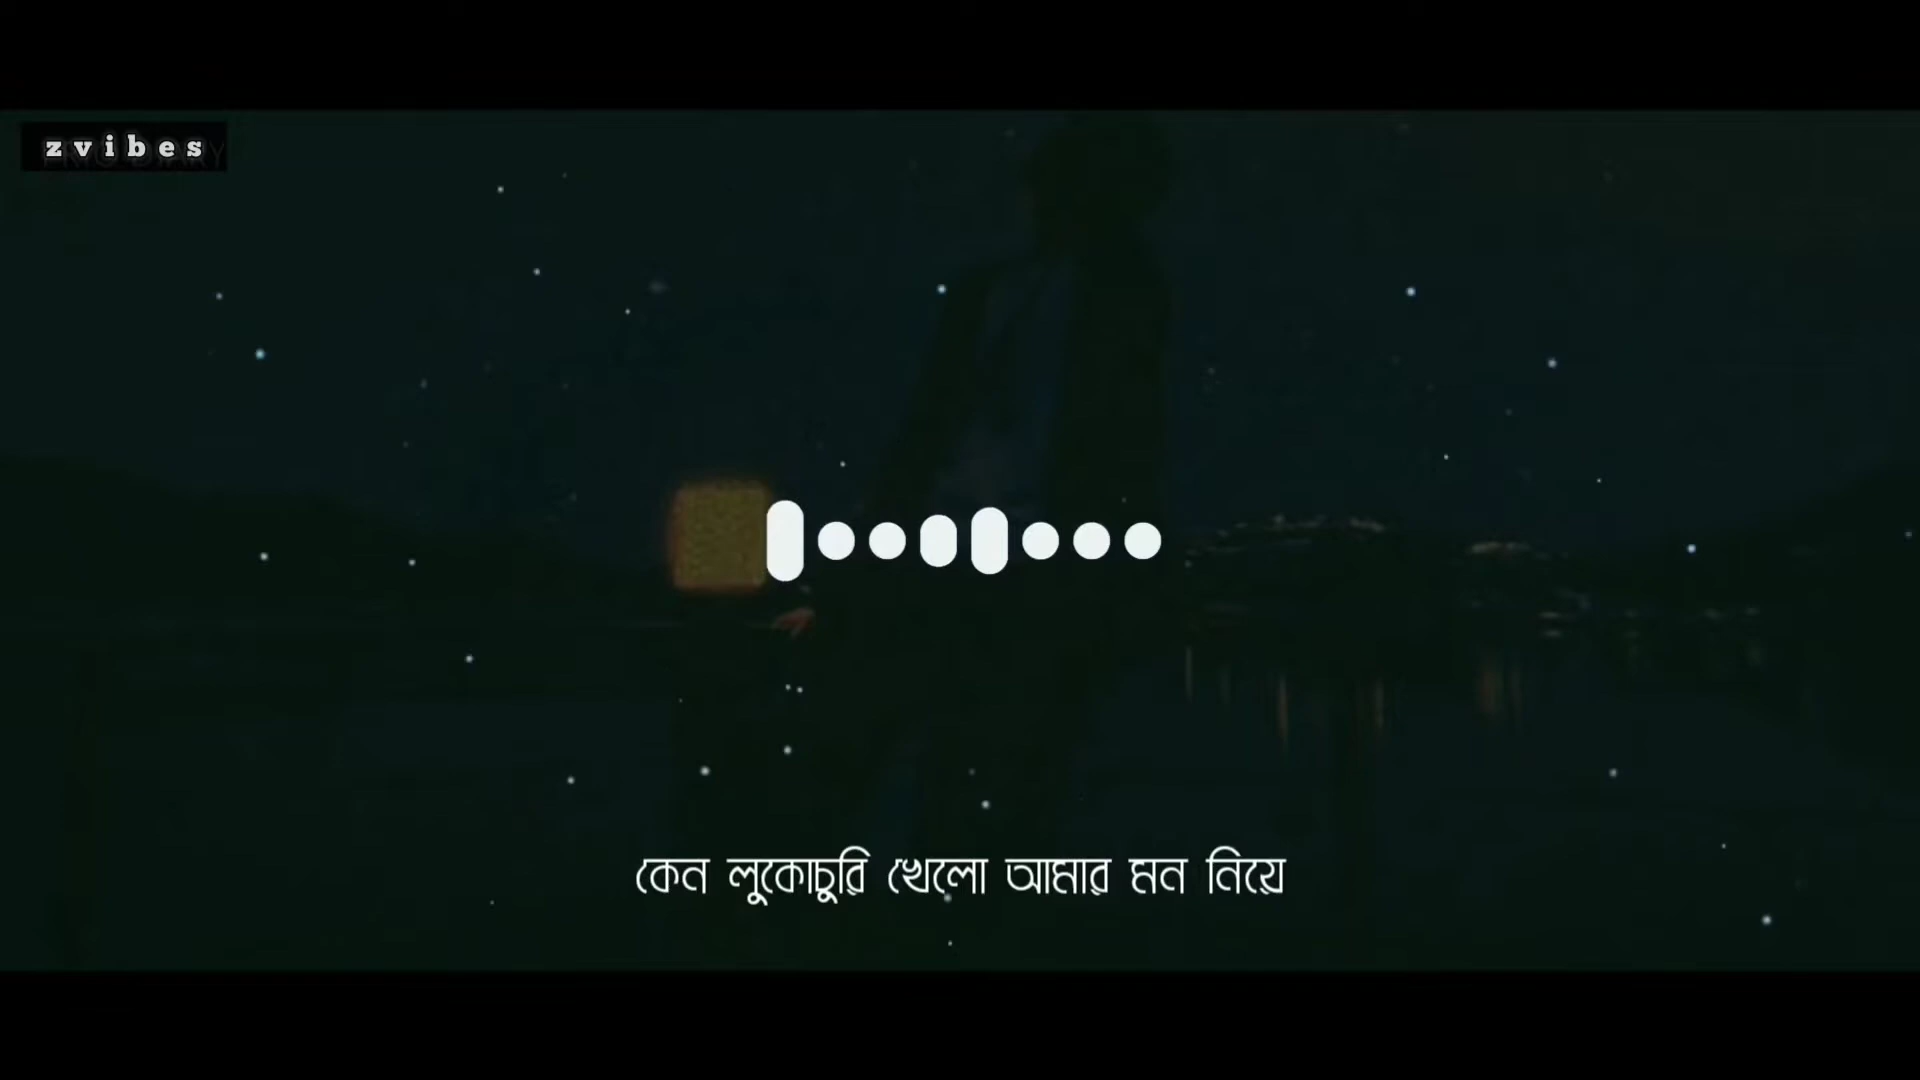 zvibes
কেন লুকোচুরি খেলো আমার মন নিয়ে